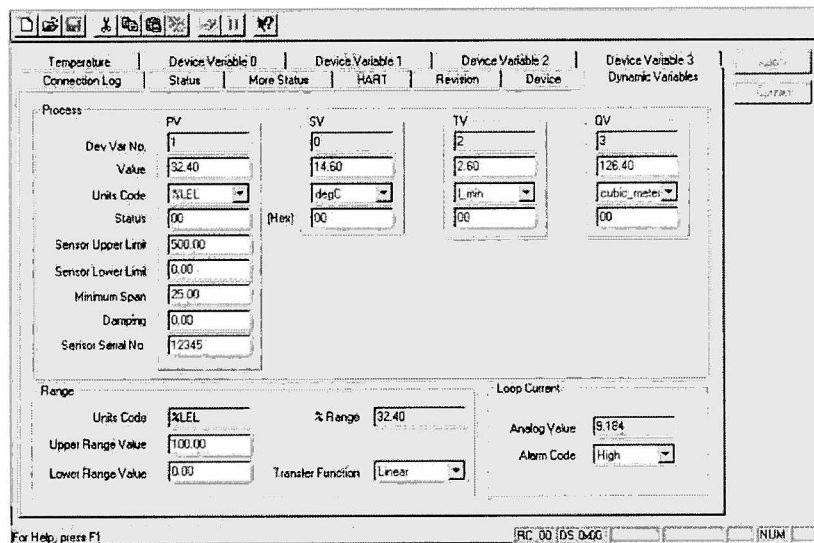 Temperature Device Variable 0 Device Variable 1 Device Variable 2 Device Variable 3
Connection Log Status More Status HART Revision Device Dynamic Variables
Process
PV SV TV QV
Dev Var No. 1 0 2 3
Value 32.40 14.60 2.60 126.40
Units Code %LEL degC l_min cubic_meter
Status 00 (Hex) 00 00 00
Sensor Upper Limit 500.00
Sensor Lower Limit 0.00
Minimum Span 25.00
Damping 0.00
Sensor Serial No 12345
Range Loop Current
Units Code %LEL % Range 32.40
Analog Value 9.184
Upper Range Value 100.00
Alarm Code High
Lower Range Value 0.00 Transfer Function Linear
For Help, press F1 RC 00 DS 0x00 NUM